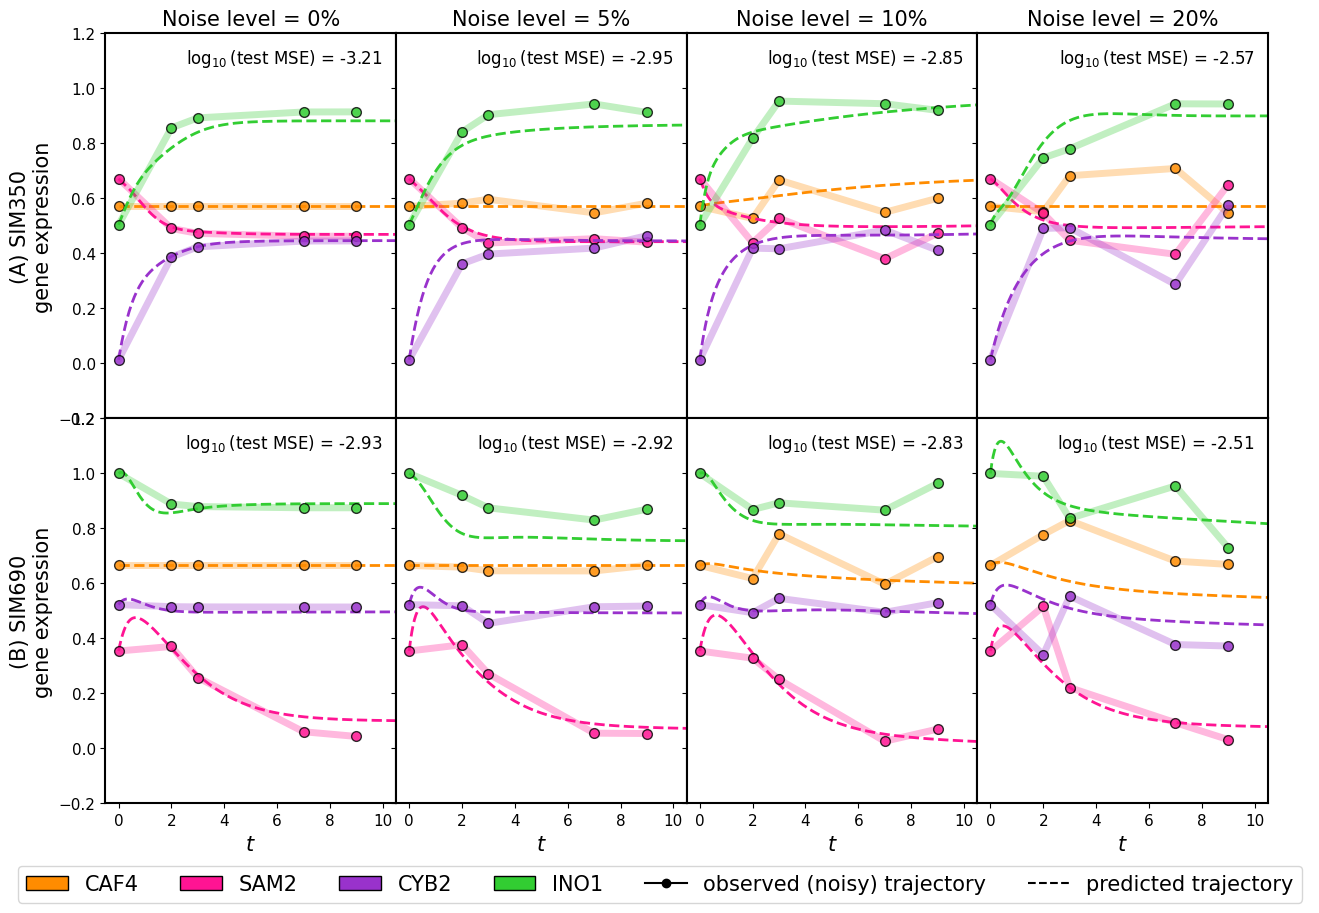 Noise level = 0% Noise level = 5% Noise level = 10% Noise level = 20%
log10 (test MSE) = -3.21 log10 (test MSE) = -2.95 log10 (test MSE) = -2.85 log10 (test MSE) = -2.57
(A) SIM350
gene expression
1.2
1.0
0.8
0.6
0.4
0.2
0.0
−0.2
log10 (test MSE) = -2.93 log10 (test MSE) = -2.92 log10 (test MSE) = -2.83 log10 (test MSE) = -2.51
(B) SIM690
gene expression
1.2
1.0
0.8
0.6
0.4
0.2
0.0
−0.2
0 2 4 6 8 10 0 2 4 6 8 10 0 2 4 6 8 10 0 2 4 6 8 10
t t t t
CAF4 SAM2 CYB2 INO1 observed (noisy) trajectory predicted trajectory